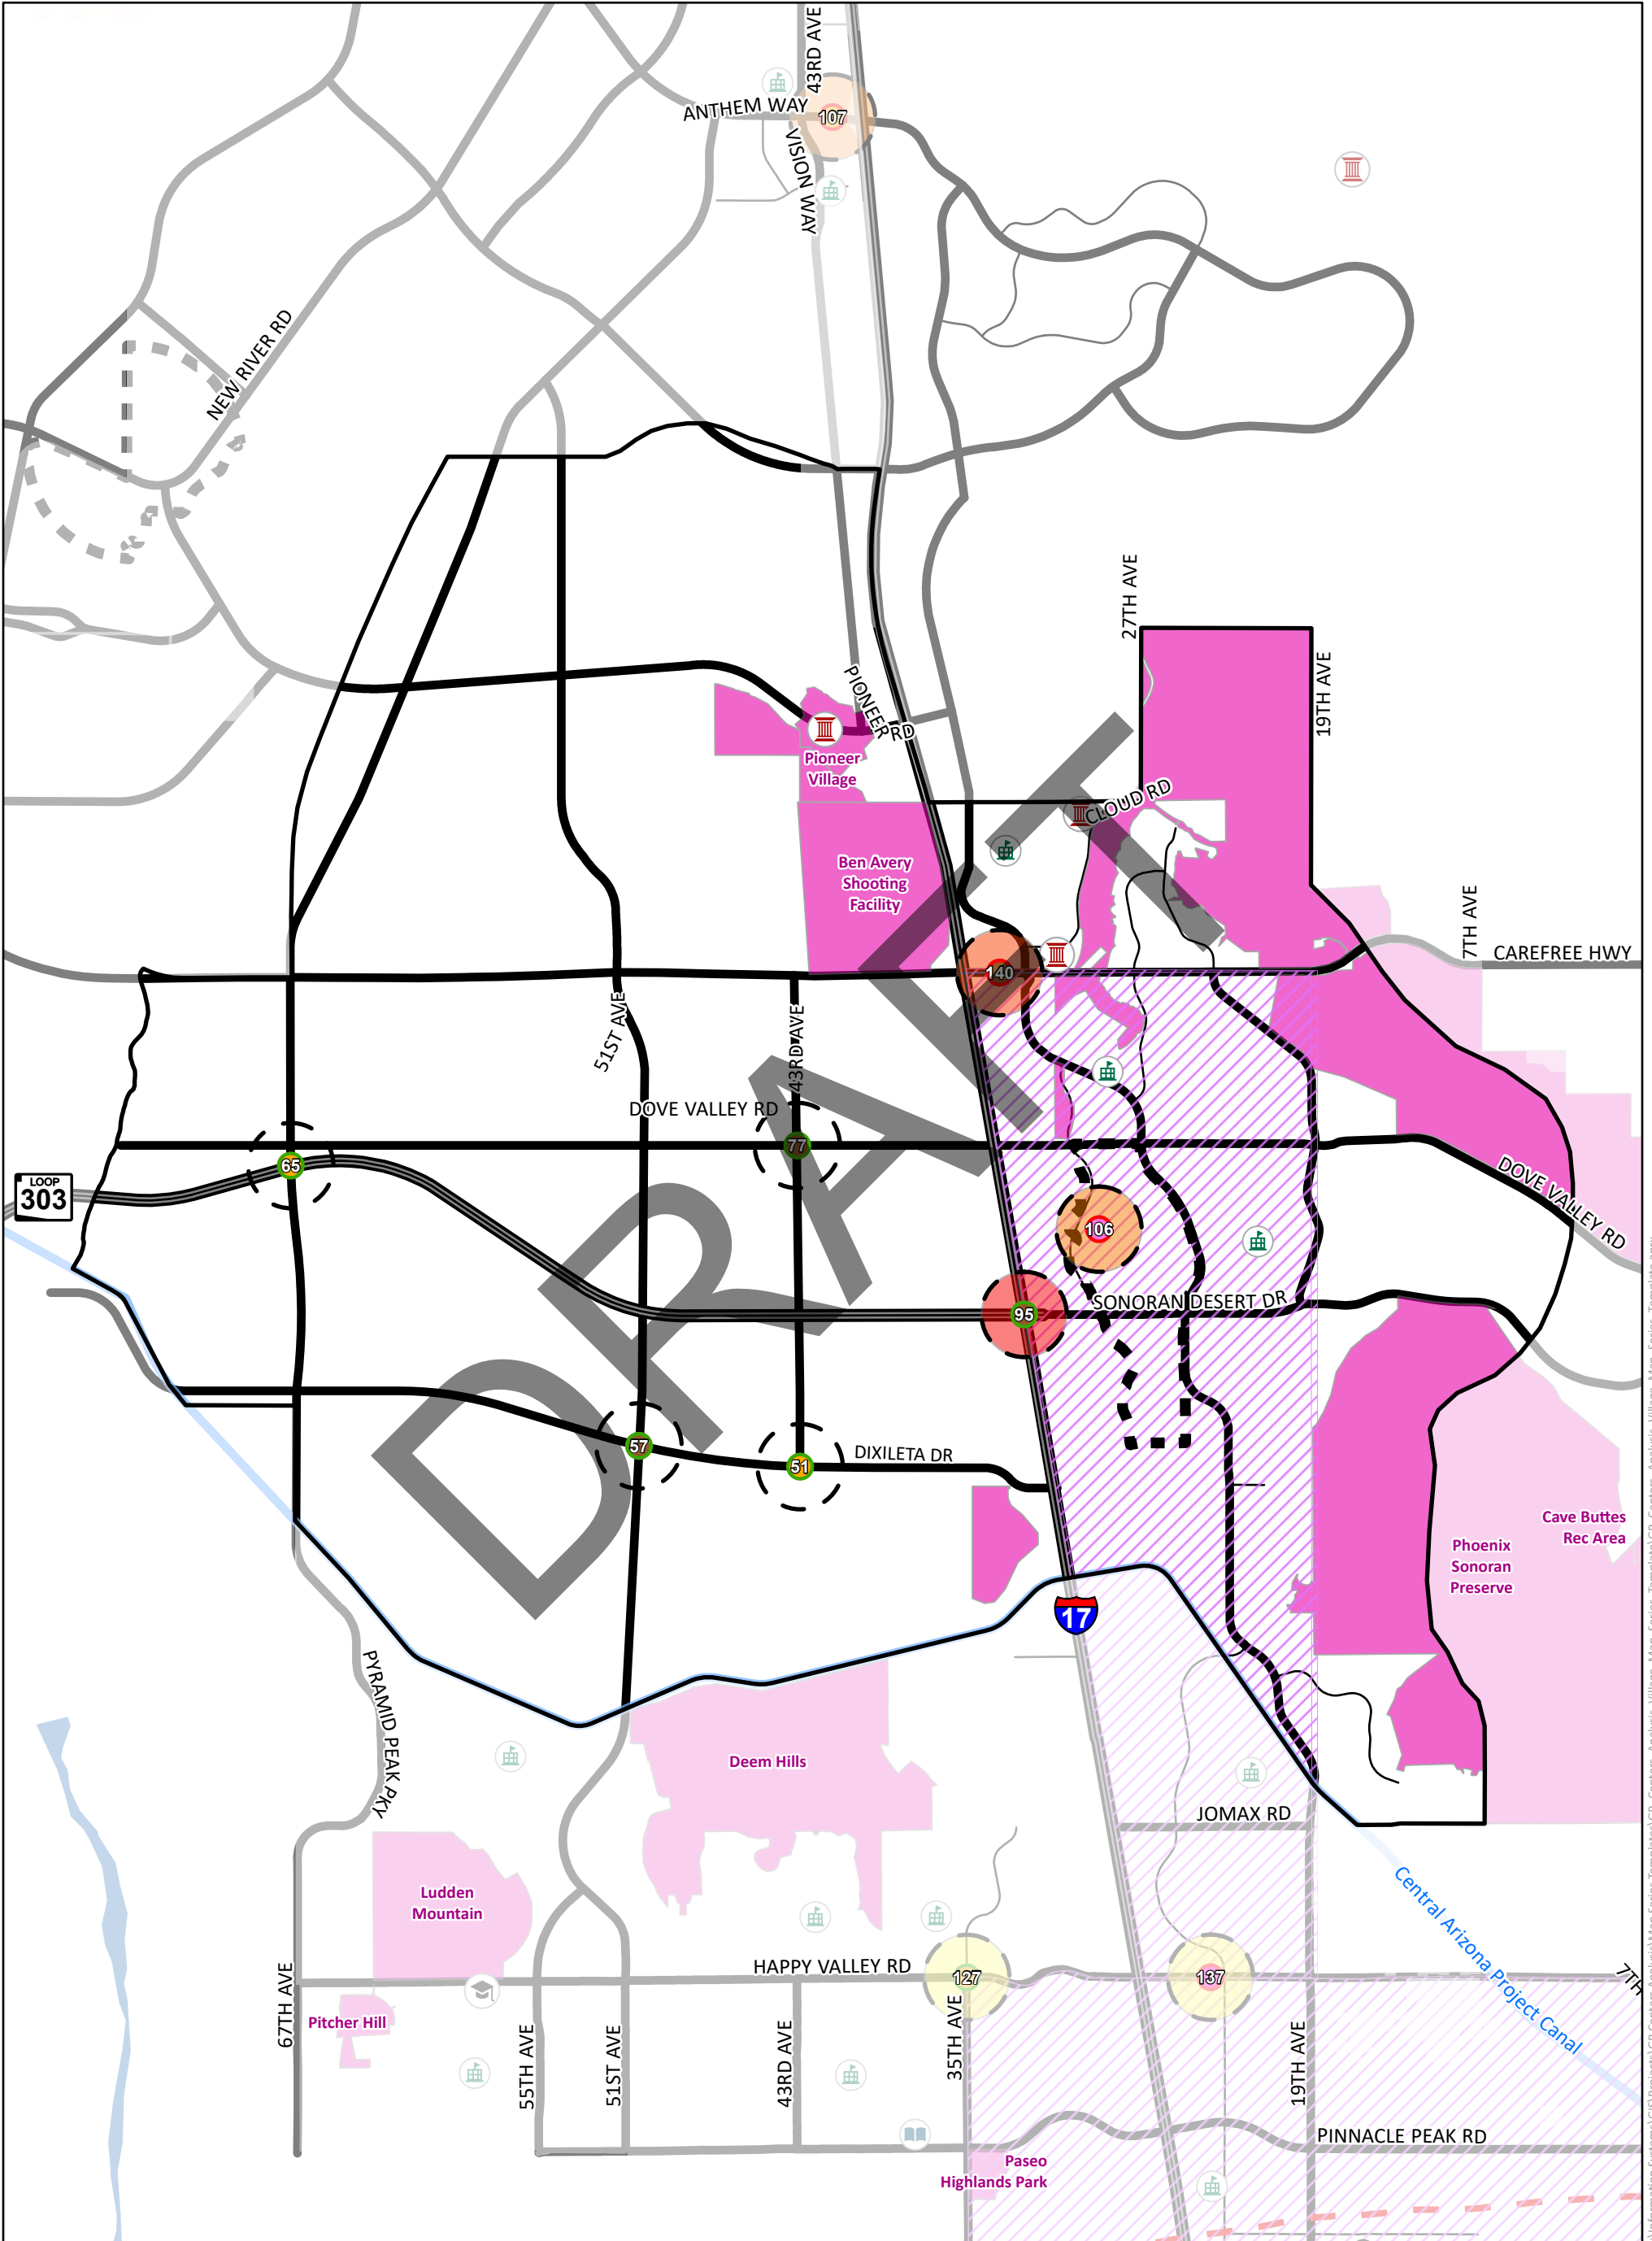 43RD AVE
ANTHEM WAY
107
VISION WAY
NEW RIVER RD
27TH AVE
19TH AVE
PIONEER RD
Pioneer
Village
CLOUD RD
Ben Avery
Shooting
Facility
7TH AVE
CAREFREE HWY
140
51ST AVE
43RD AVE
DOVE VALLEY RD
77
65
LOOP
303
DOVE VALLEY RD
106
SONORAN DESERT DR
95
DRAFT
57
51
DIXILETA DR
Cave Buttes
Rec Area
Phoenix
Sonoran
Preserve
17
PYRAMID PEAK PKY
Deem Hills
JOMAX RD
Central Arizona Project Canal
Ludden
Mountain
HAPPY VALLEY RD
127
137
7TH
67TH AVE
Pitcher Hill
55TH AVE
51ST AVE
43RD AVE
35TH AVE
19TH AVE
PINNACLE PEAK RD
Paseo
Highlands Park